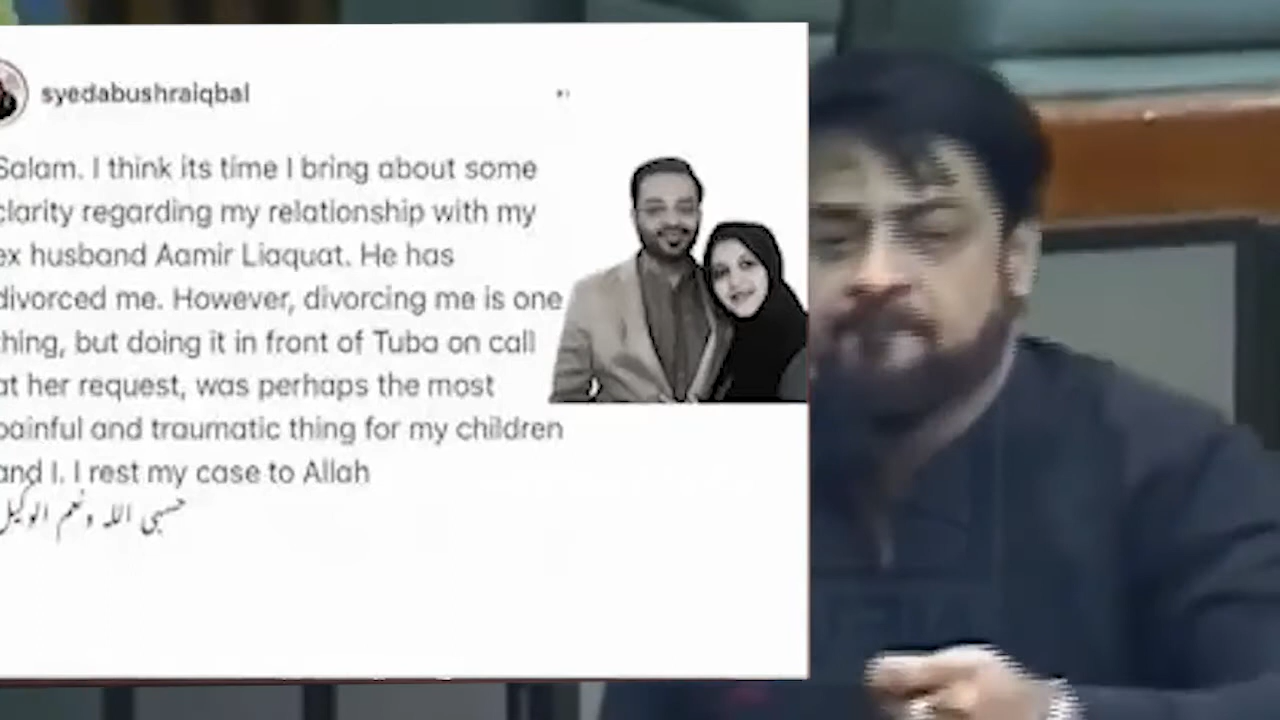 syedabushraiqbal
Salam. I think its time I bring about some
clarity regarding my relationship with my
ex husband Aamir Liaquat. He has
divorced me. However, divorcing me is one
thing, but doing it in front of Tuba on call
at her request, was perhaps the most
painful and traumatic thing for my children
and I. I rest my case to Allah
حسبي الله ونعم الوكيل